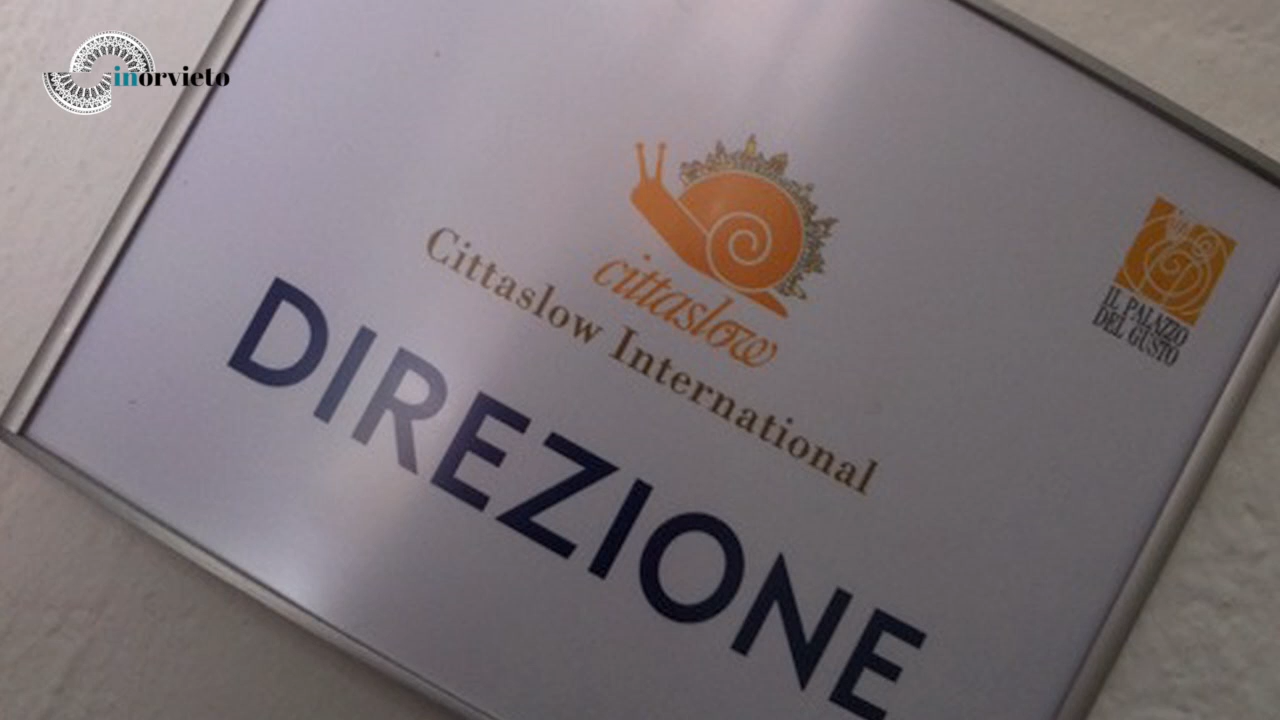 inorvieto
cittaslow
Cittaslow International
DIREZIONE
IL PALAZZO
DEL GUSTO